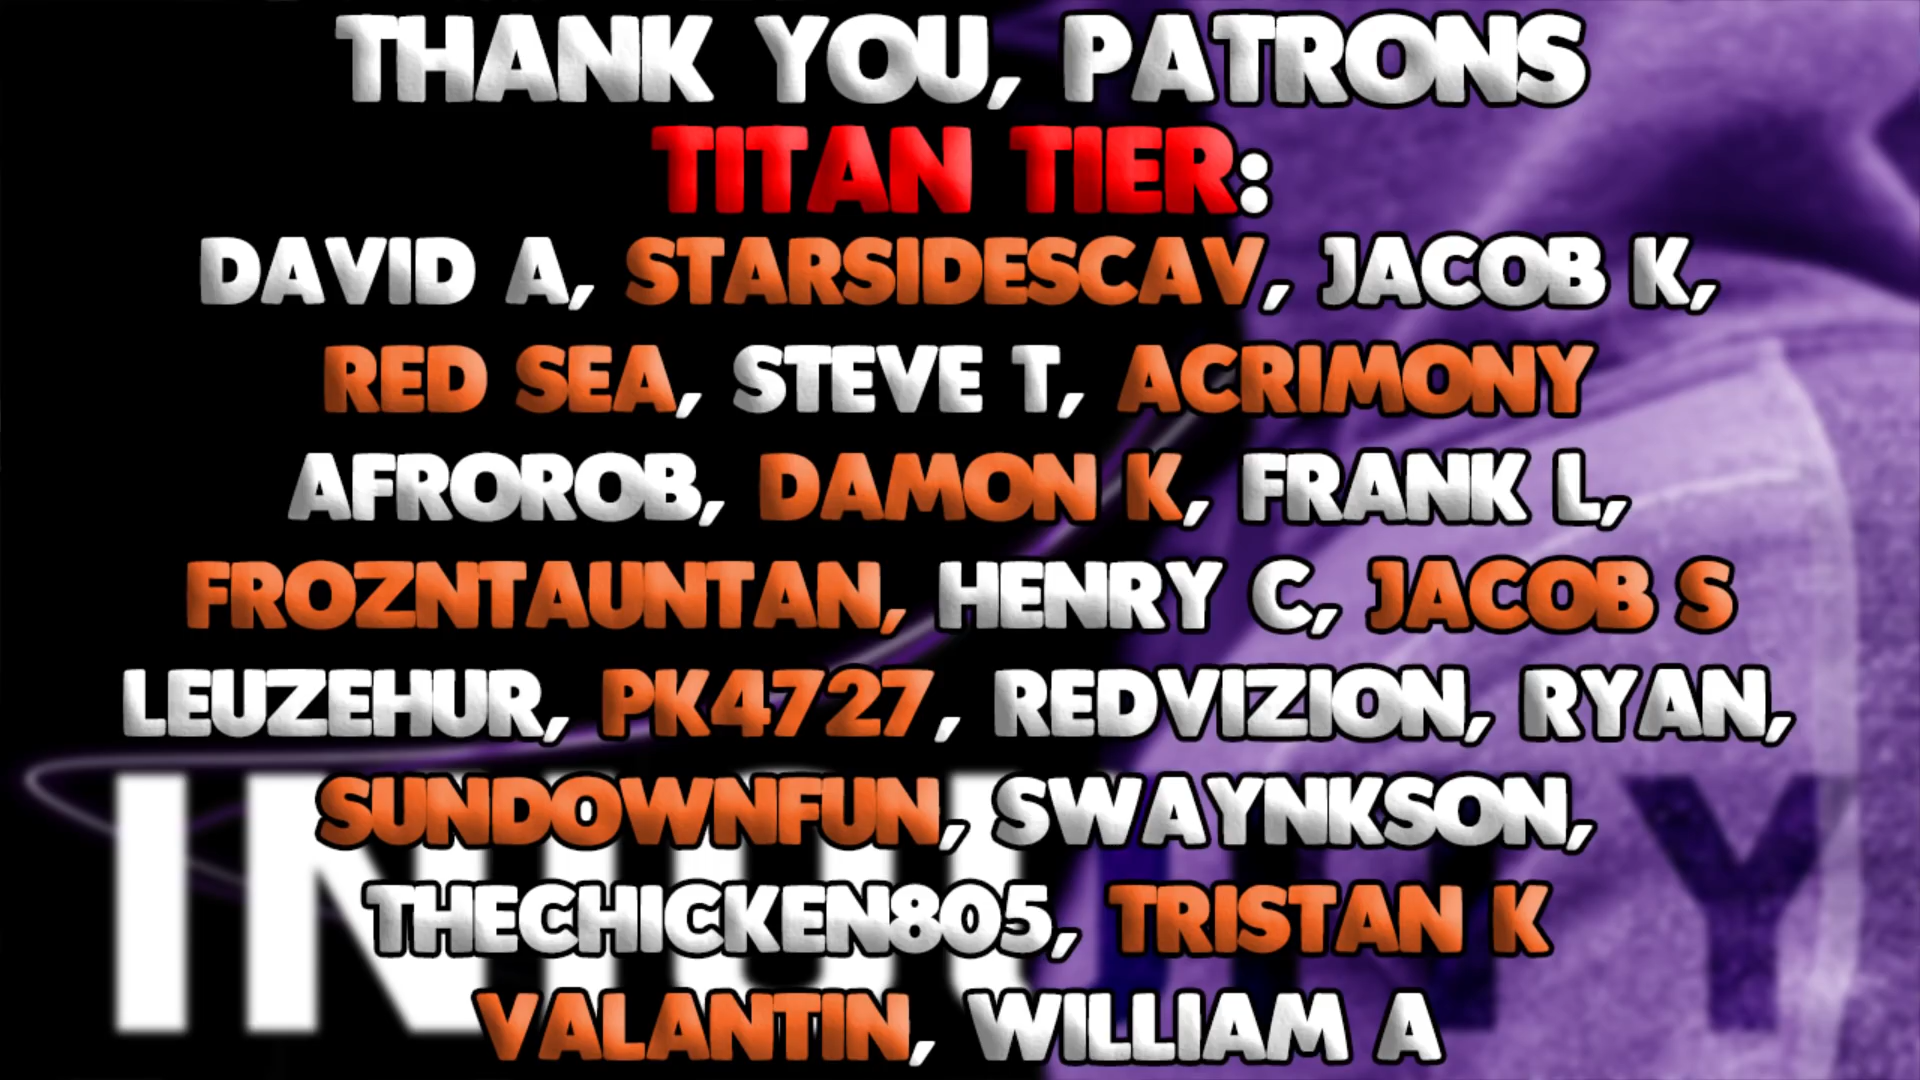 THANK YOU, PATRONS
TITAN TIER:
DAVID A, STARSIDESCAV, JACOB K,
RED SEA, STEVE T, ACRIMONY
AFROROB, DAMON K, FRANK L,
FROZNTAUNTAN, HENRY C, JACOB S
LEUZEHUR, PK4727, REDVIZION, RYAN,
SUNDOWNFUN, SWAYNKSON,
THECHICKEN805, TRISTAN K
VALANTIN, WILLIAM A